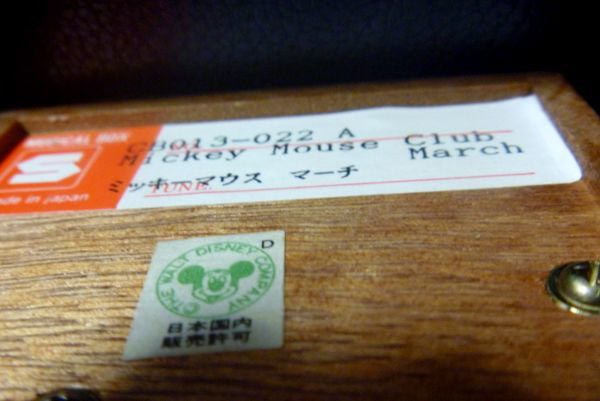 MUSICAL BOX
S
made in japan
C8013-022 A
Mickey Mouse Club
March
ミッキーマウス マーチ
TUNE
D
©THE WALT DISNEY COMPANY
日本国内
販売許可